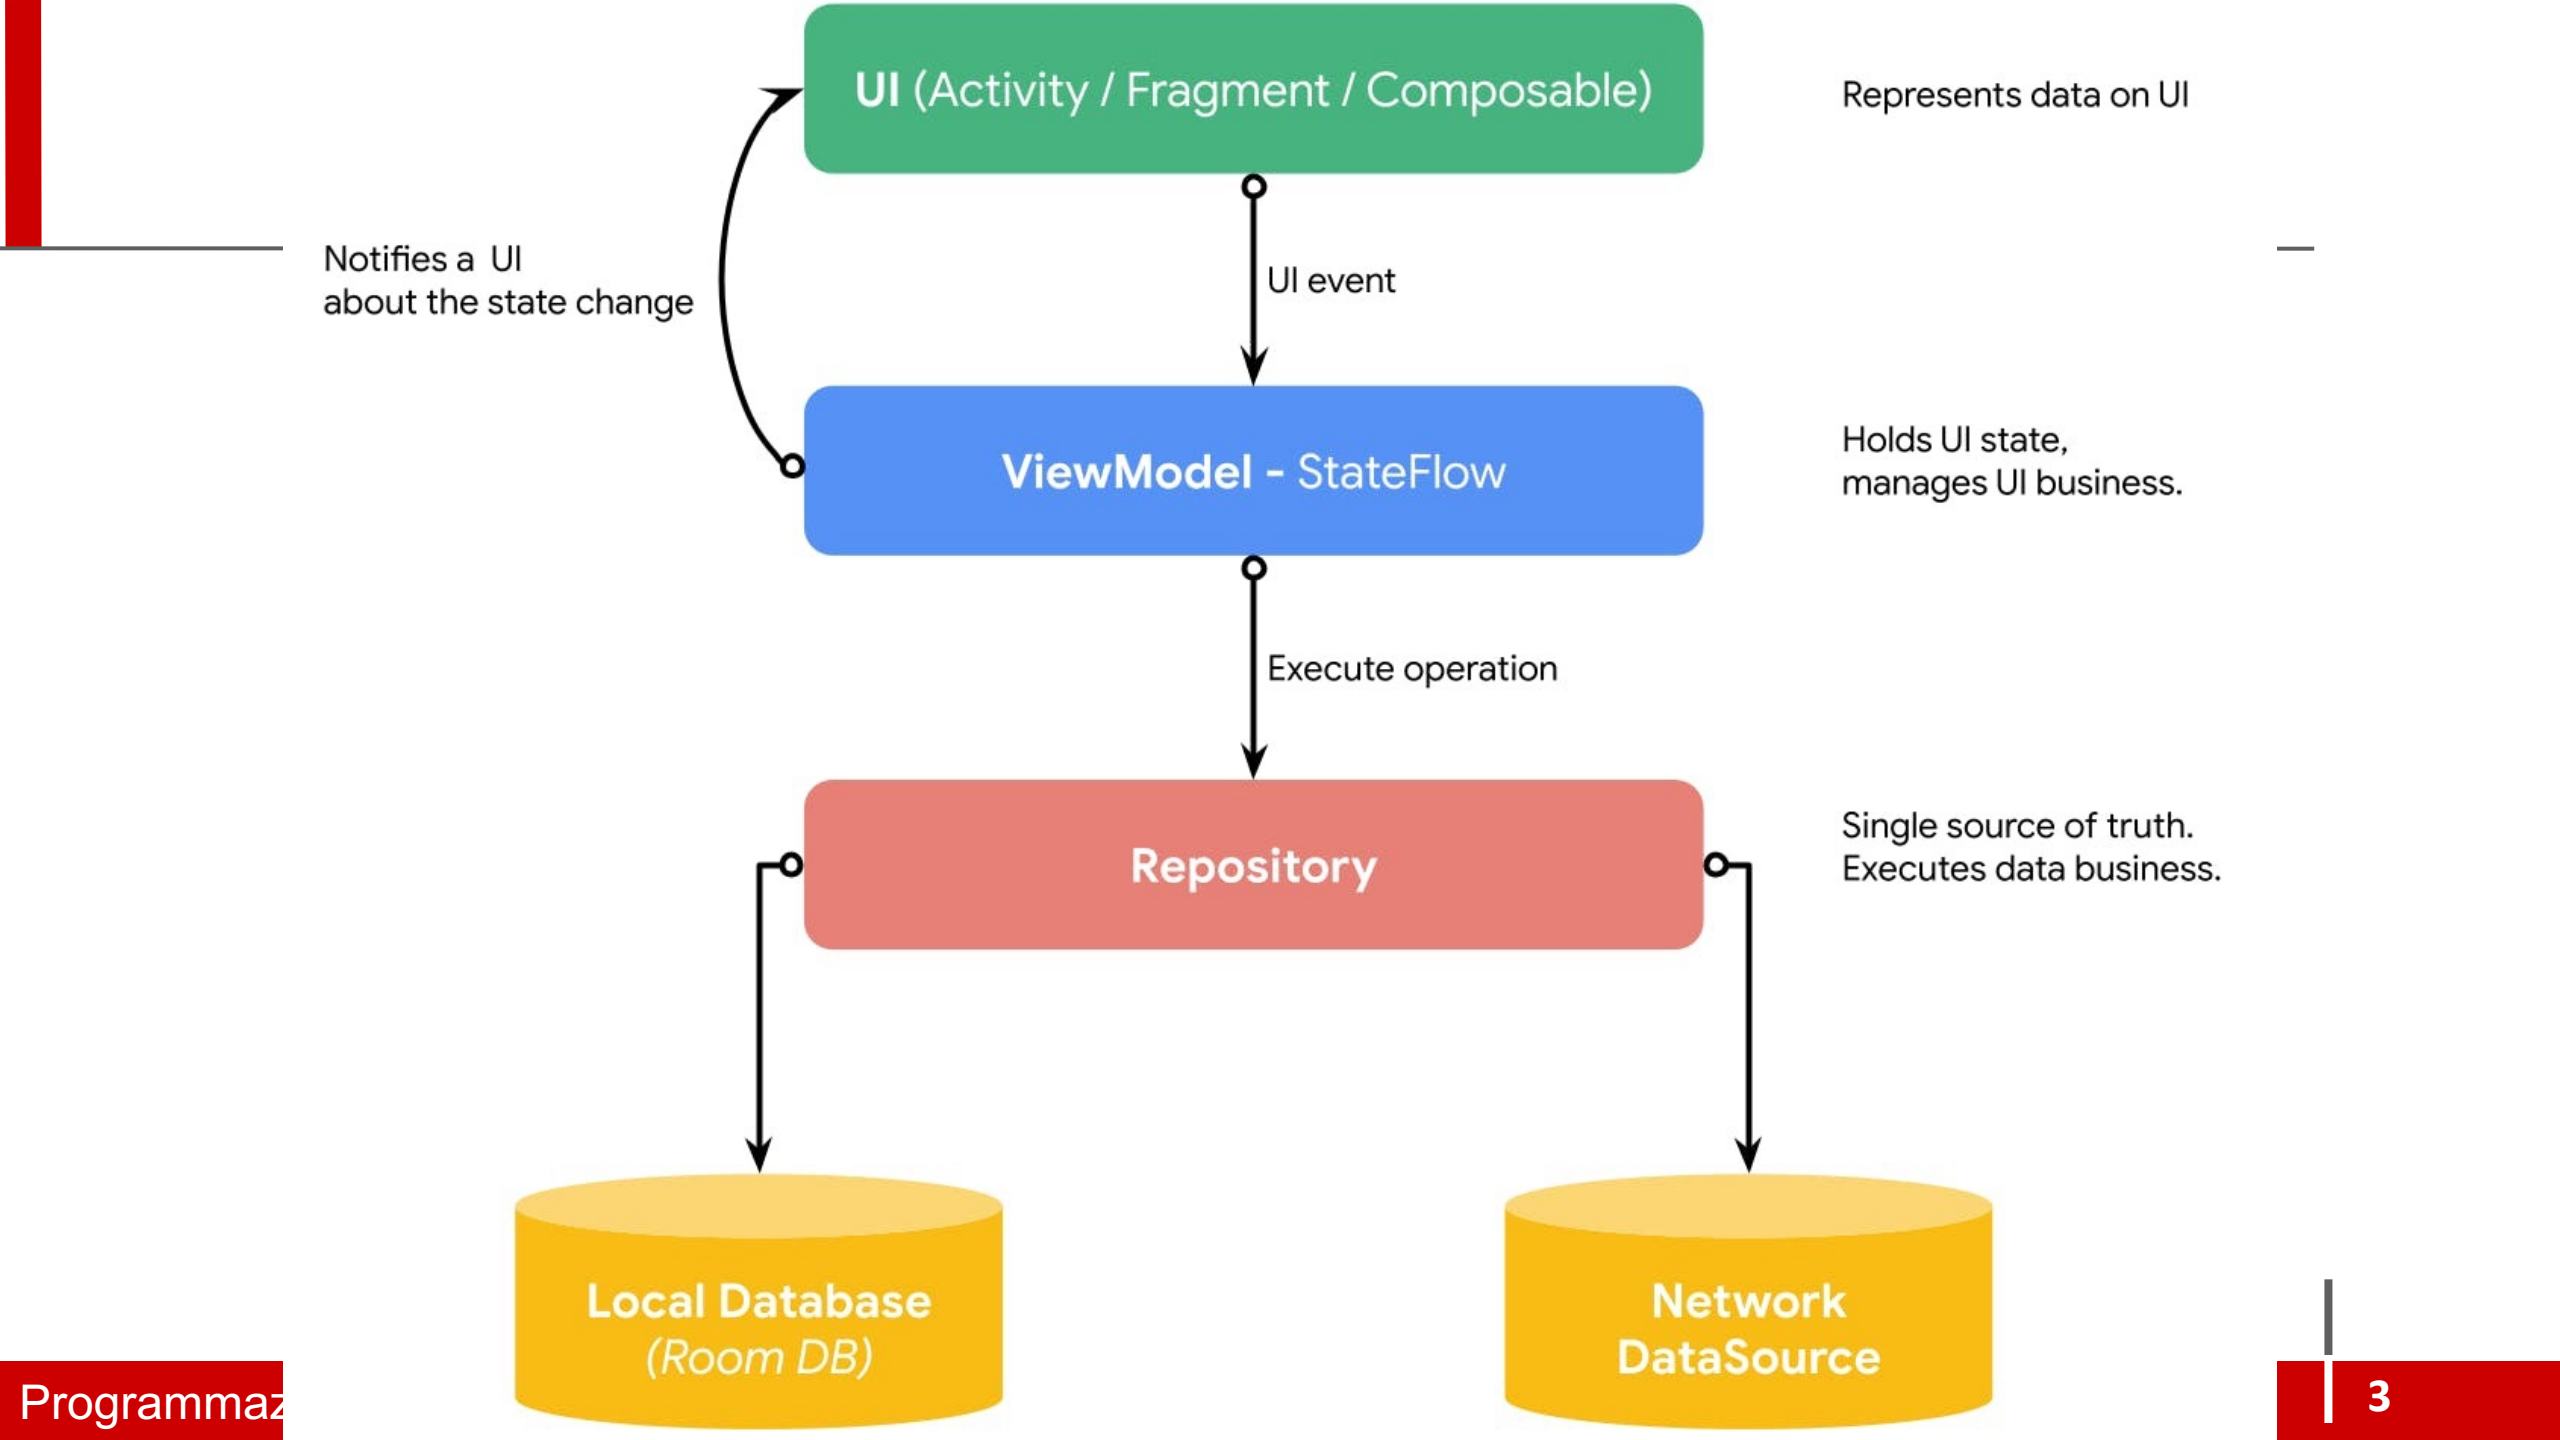 UI (Activity / Fragment / Composable)
Represents data on UI
Notifies a UI
about the state change
UI event
ViewModel - StateFlow
Holds UI state,
manages UI business.
Execute operation
Repository
Single source of truth.
Executes data business.
Local Database
(Room DB)
Network
DataSource
Programmaz
3